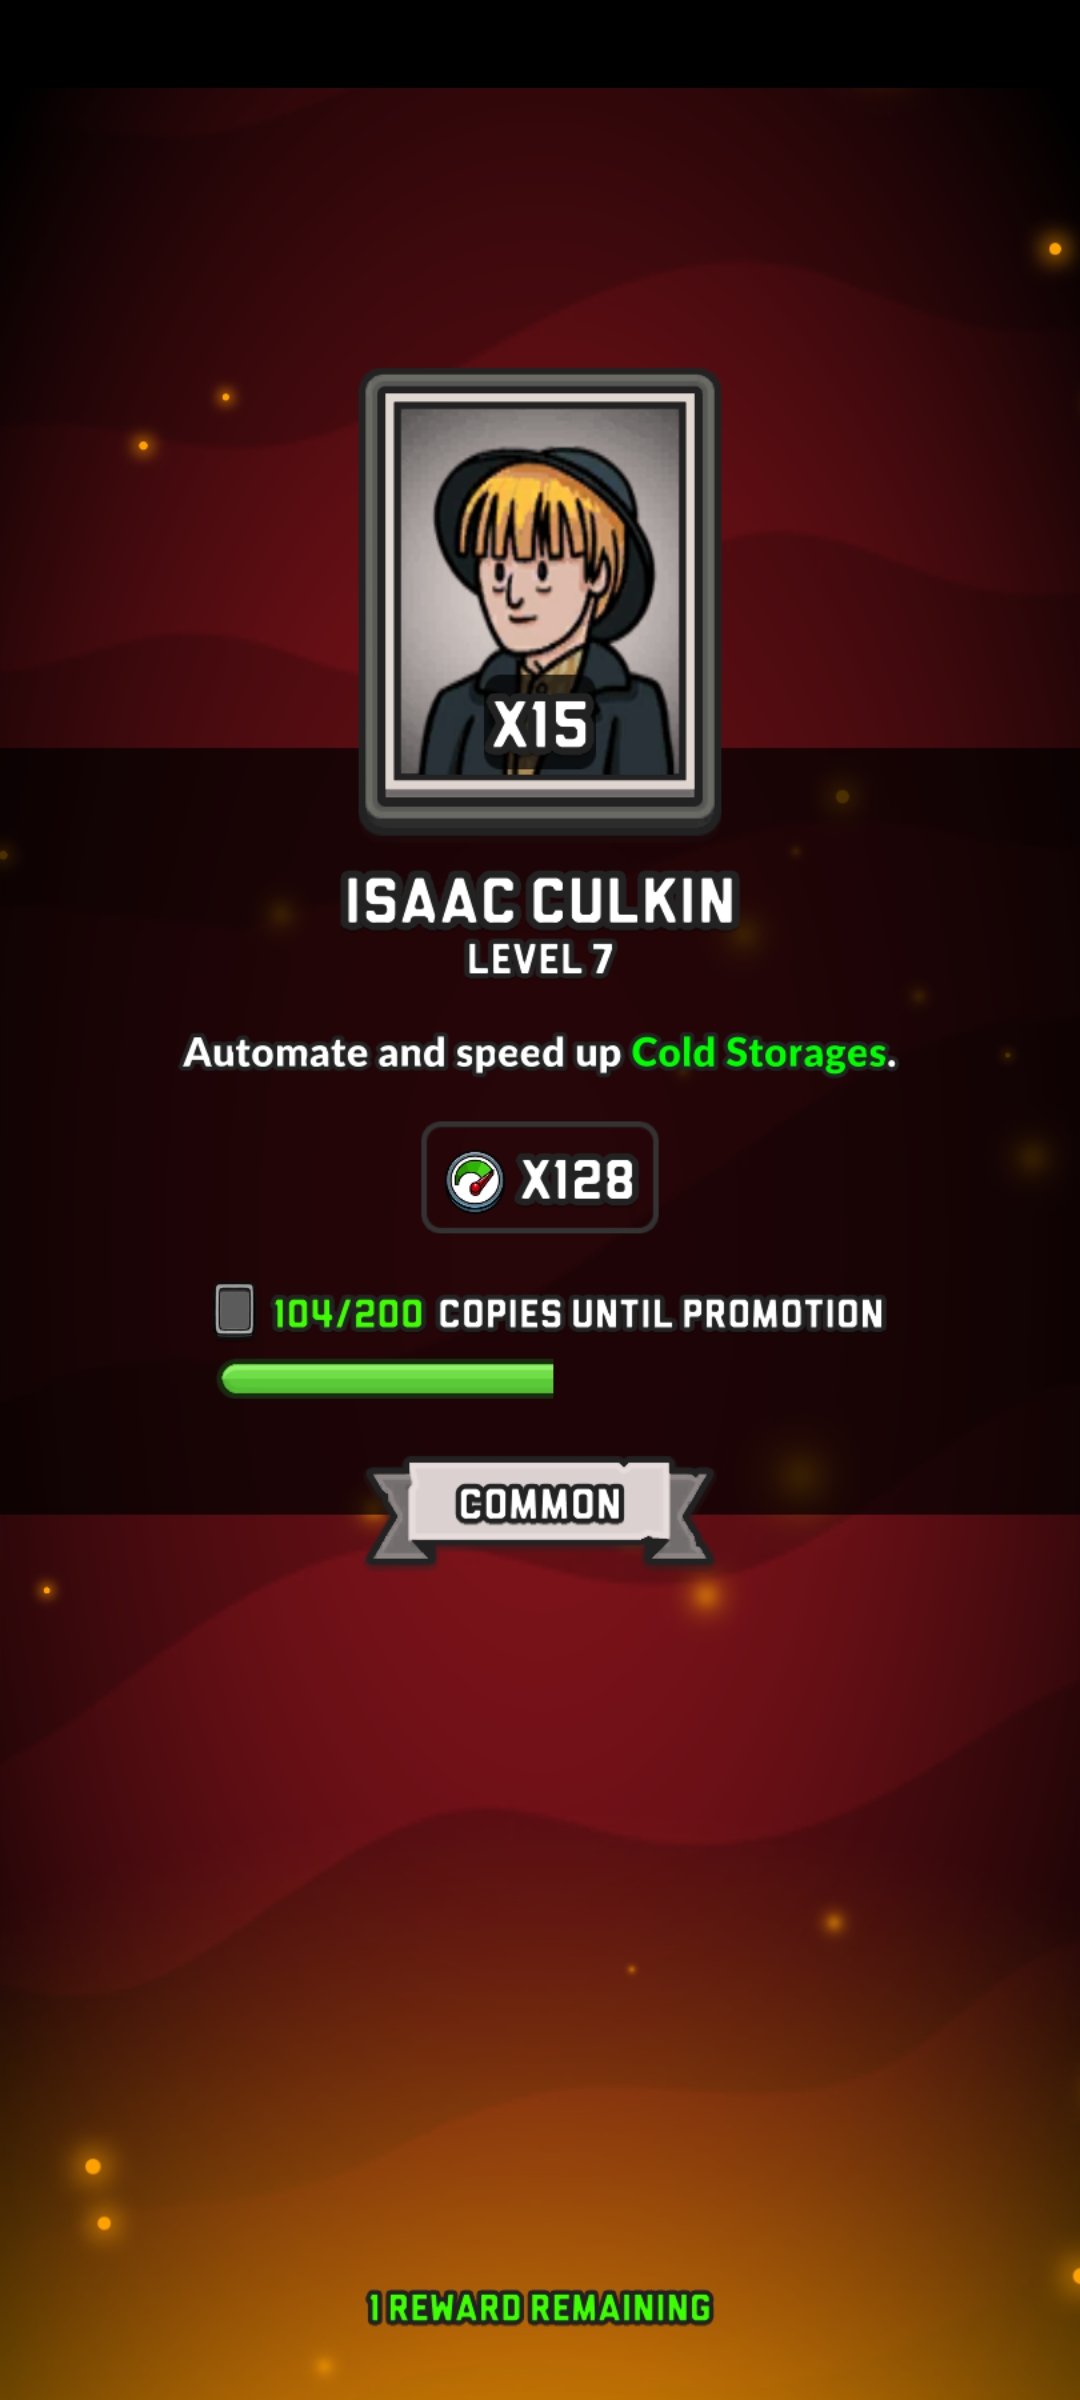 X15
ISAAC CULKIN
LEVEL 7
Automate and speed up Cold Storages.
X128
104/200 COPIES UNTIL PROMOTION
COMMON
1 REWARD REMAINING